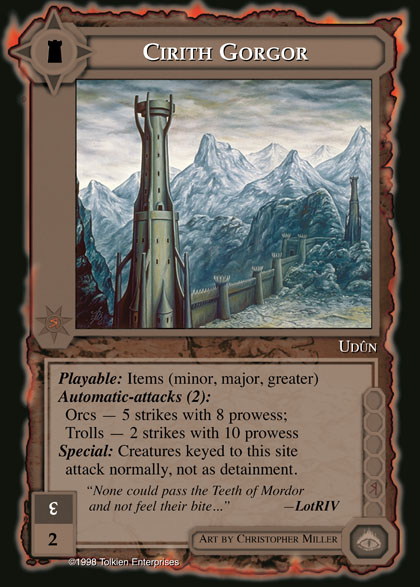 CIRITH GORGOR
UDÛN
Playable: Items (minor, major, greater)
Automatic-attacks (2):
Orcs — 5 strikes with 8 prowess;
Trolls — 2 strikes with 10 prowess
Special: Creatures keyed to this site
attack normally, not as detainment.
“None could pass the Teeth of Mordor
and not feel their bite...” —LotRIV
ε
2
ART BY CHRISTOPHER MILLER
©1998 Tolkien Enterprises